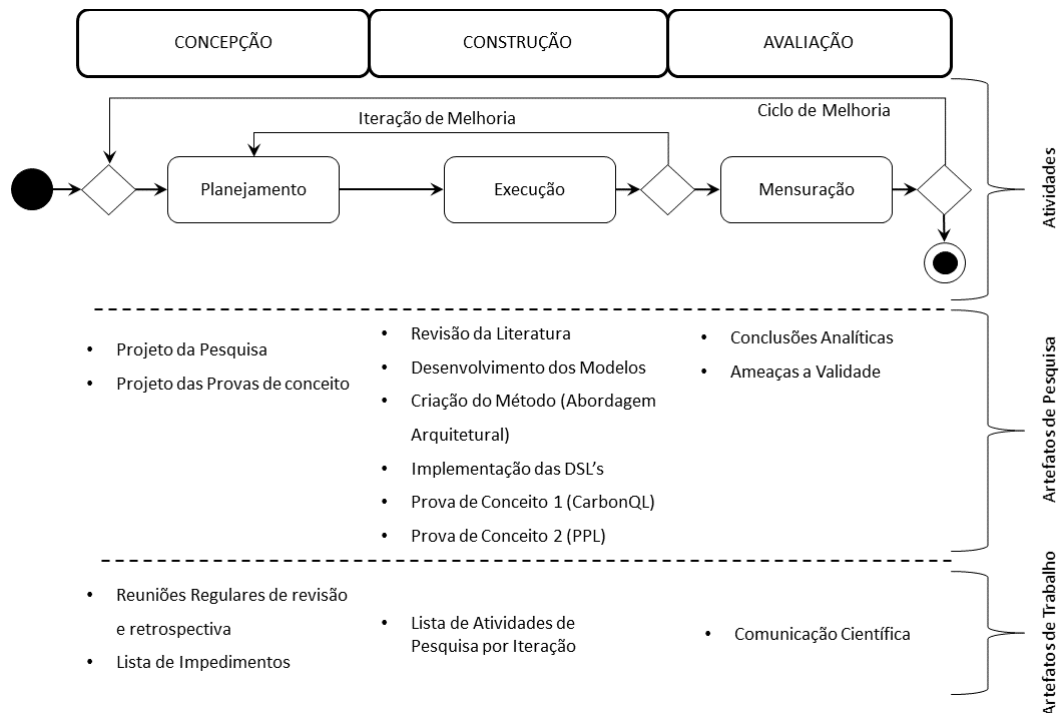 CONCEPÇÃO
CONSTRUÇÃO
AVALIAÇÃO
Ciclo de Melhoria
Iteração de Melhoria
Planejamento
Execução
Mensuração
Atividades
• Projeto da Pesquisa
• Projeto das Provas de conceito
• Revisão da Literatura
• Desenvolvimento dos Modelos
• Criação do Método (Abordagem
Arquitetural)
• Implementação das DSL's
• Prova de Conceito 1 (CarbonQL)
• Prova de Conceito 2 (PPL)
• Conclusões Analíticas
• Ameaças a Validade
Artefatos de Pesquisa
• Reuniões Regulares de revisão
e retrospectiva
• Lista de Impedimentos
• Lista de Atividades de
Pesquisa por Iteração
• Comunicação Científica
Artefatos de Trabalho